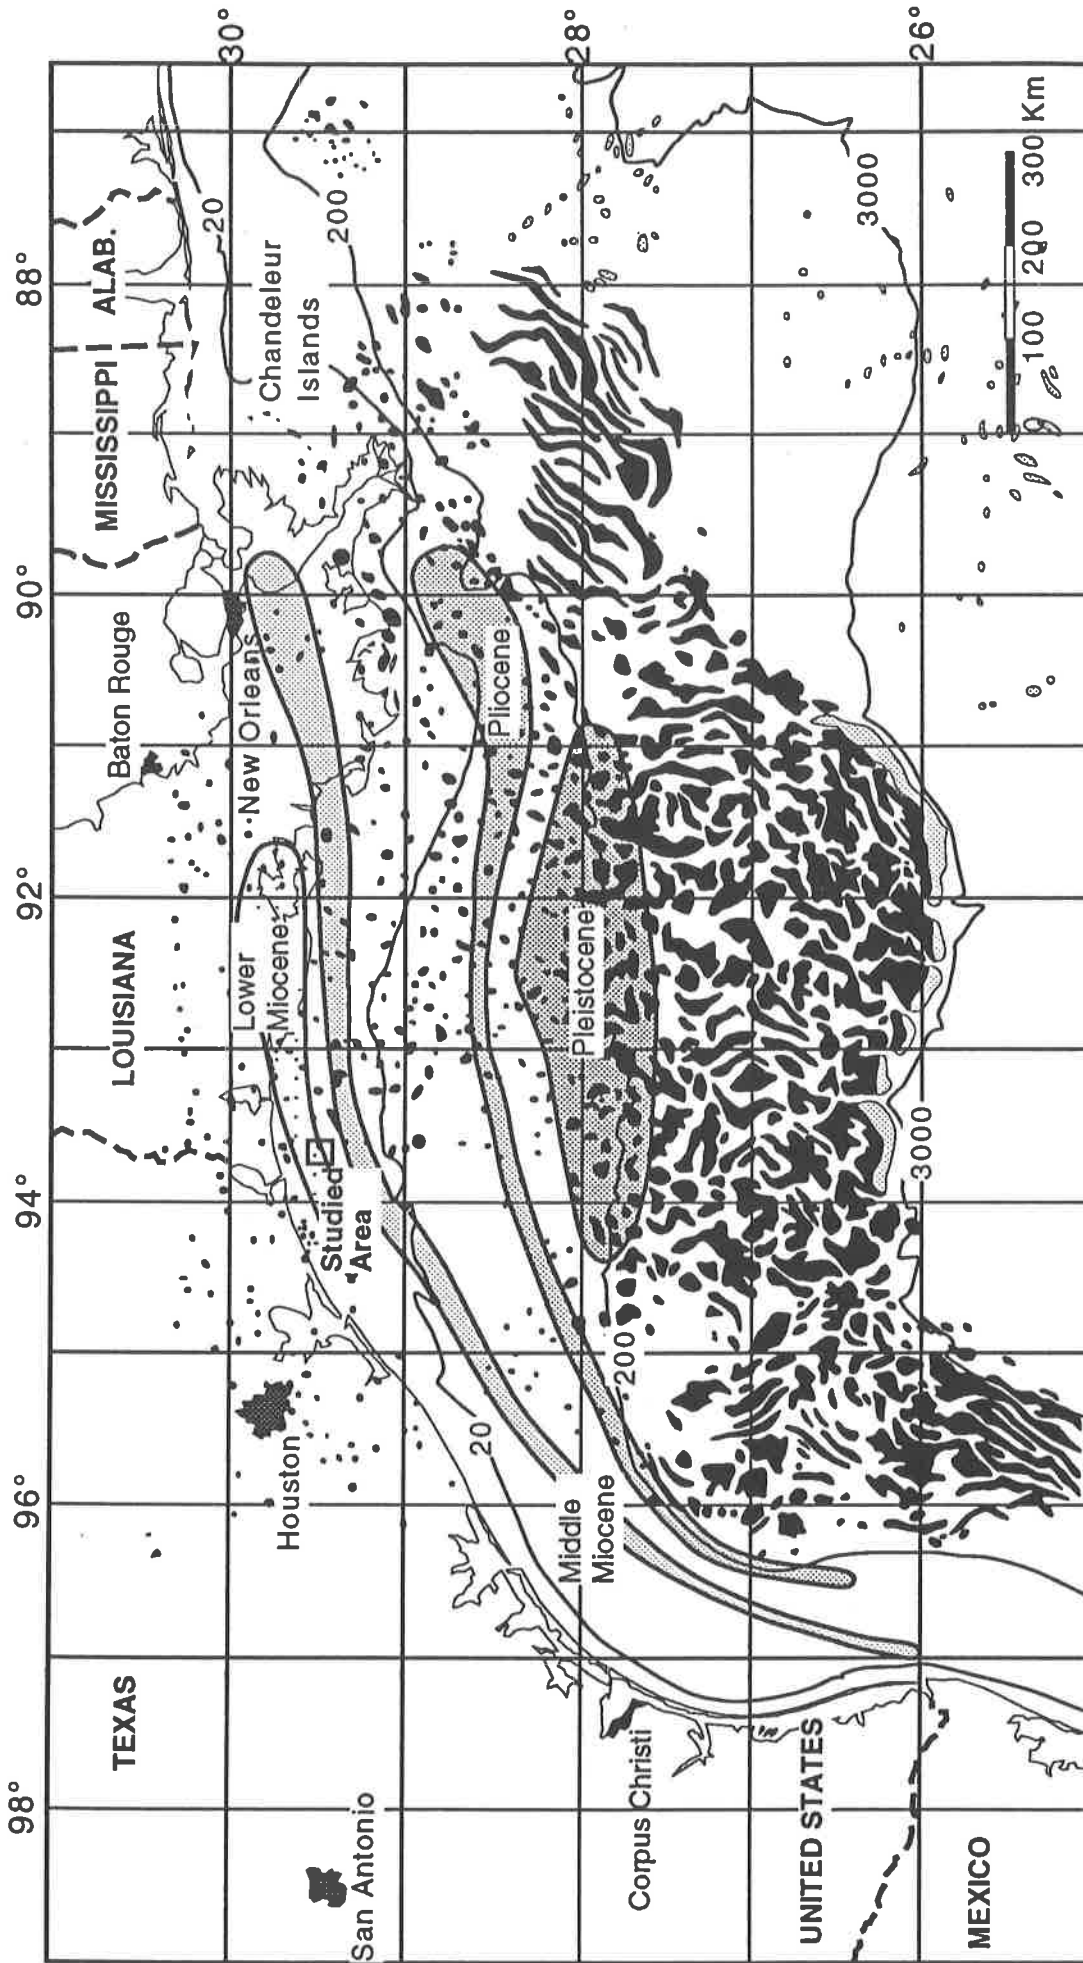 98°
96°
94°
92°
90°
88°
30°
28°
26°
TEXAS
LOUISIANA
MISSISSIPPI
ALAB.
San Antonio
Houston
Baton Rouge
New Orleans
Chandeleur
Islands
Lower
Miocene
Studied
Area
Middle
Miocene
Pliocene
Pleistocene
Corpus Christi
UNITED STATES
MEXICO
20
20
200
200
3000
3000
100 200 300 Km